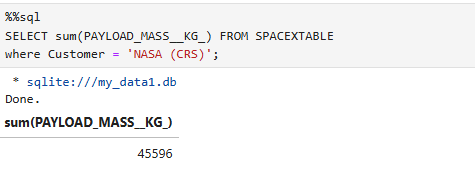 %%sql
SELECT sum(PAYLOAD_MASS__KG_) FROM SPACEXTABLE
where Customer = 'NASA (CRS)';
* sqlite:///my_data1.db
Done.
sum(PAYLOAD_MASS__KG_)
45596